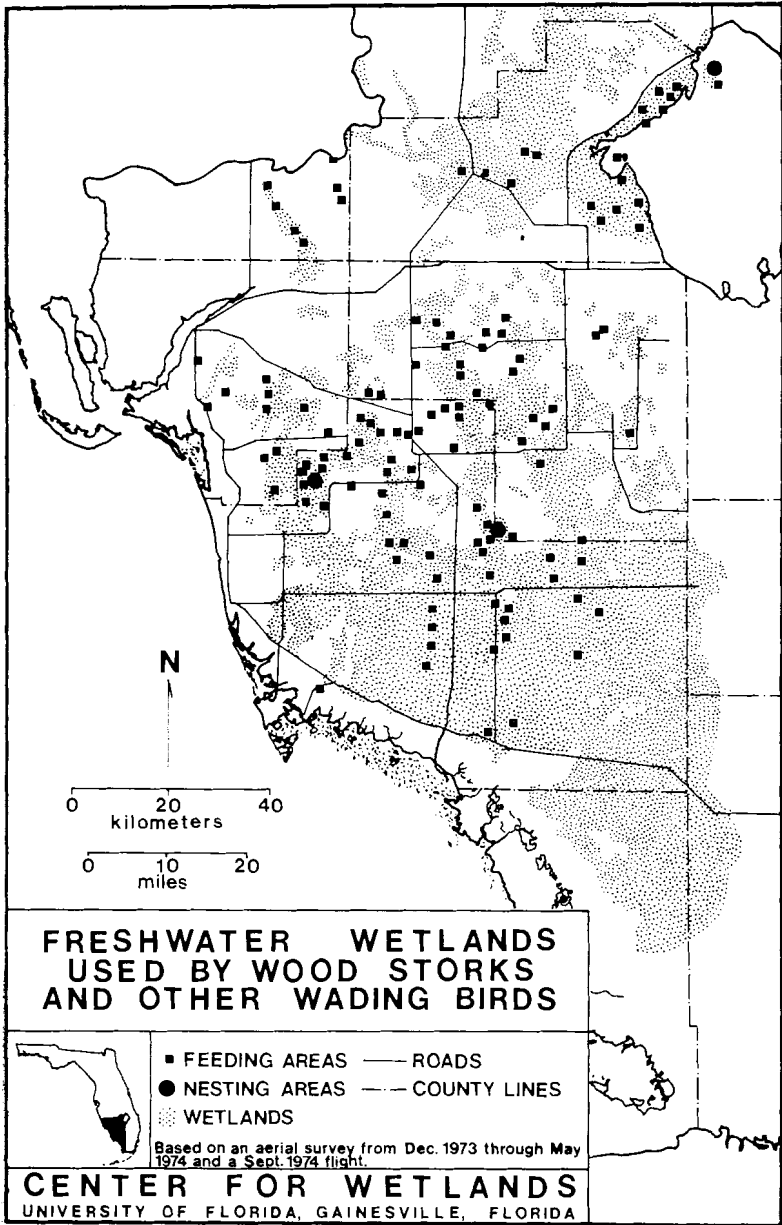 N
0 20 40
kilometers
0 10 20
miles
FRESHWATER WETLANDS
USED BY WOOD STORKS
AND OTHER WADING BIRDS
■ FEEDING AREAS — ROADS
● NESTING AREAS —·— COUNTY LINES
WETLANDS
Based on an aerial survey from Dec. 1973 through May
1974 and a Sept. 1974 flight.
CENTER FOR WETLANDS
UNIVERSITY OF FLORIDA, GAINESVILLE, FLORIDA